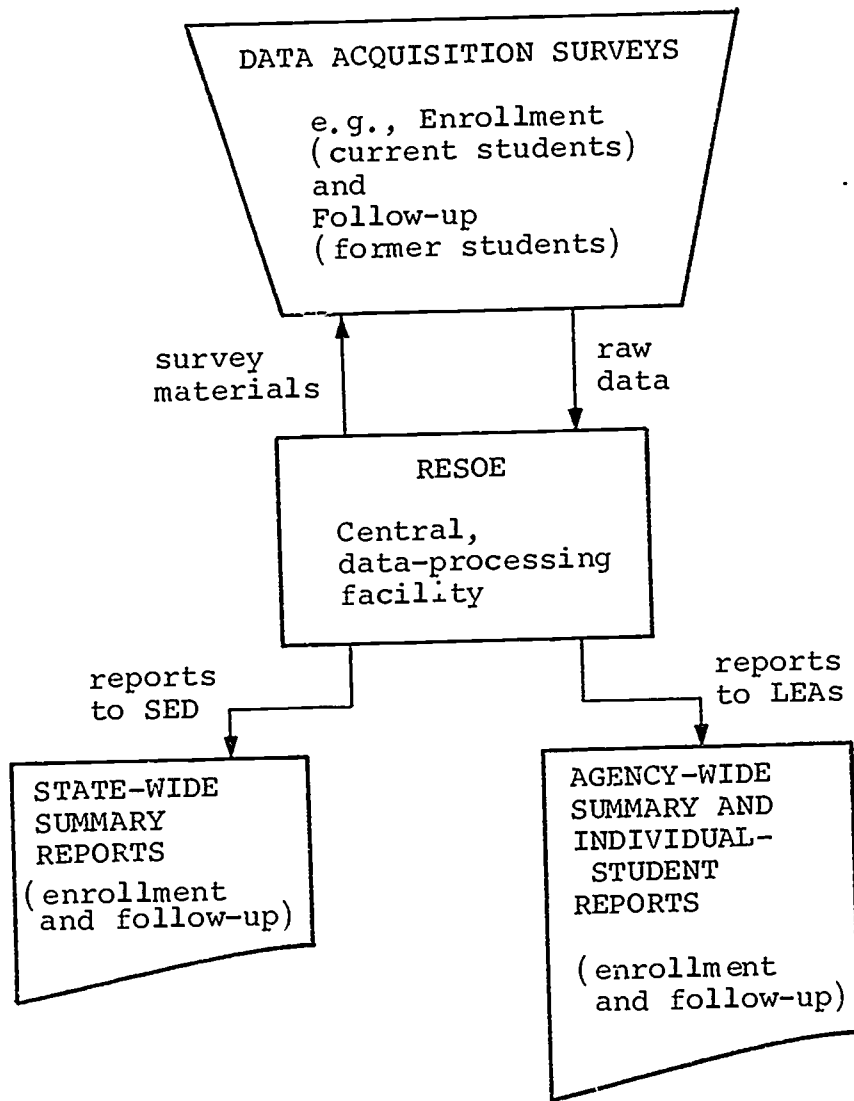 DATA ACQUISITION SURVEYS
e.g., Enrollment
(current students)
and
Follow-up
(former students)
survey
materials
raw
data
RESOE
Central,
data-processing
facility
reports
to SED
reports
to LEAs
STATE-WIDE
SUMMARY
REPORTS
(enrollment
and follow-up)
AGENCY-WIDE
SUMMARY AND
INDIVIDUAL-
STUDENT
REPORTS
(enrollment
and follow-up)